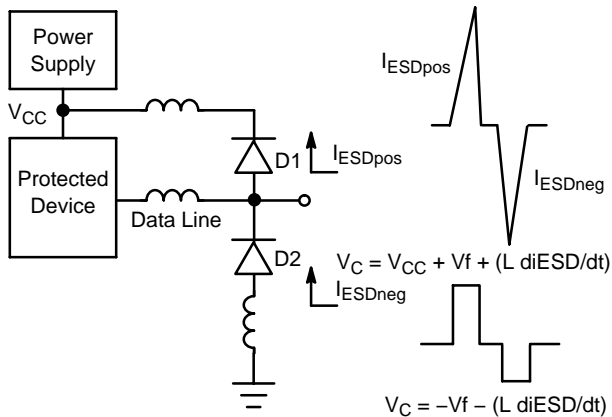 Power
Supply
V_CC
Protected
Device
Data Line
D1
I_ESDpos
D2
I_ESDneg
I_ESDpos
I_ESDneg
V_C = V_CC + Vf + (L diESD/dt)
V_C = −Vf − (L diESD/dt)